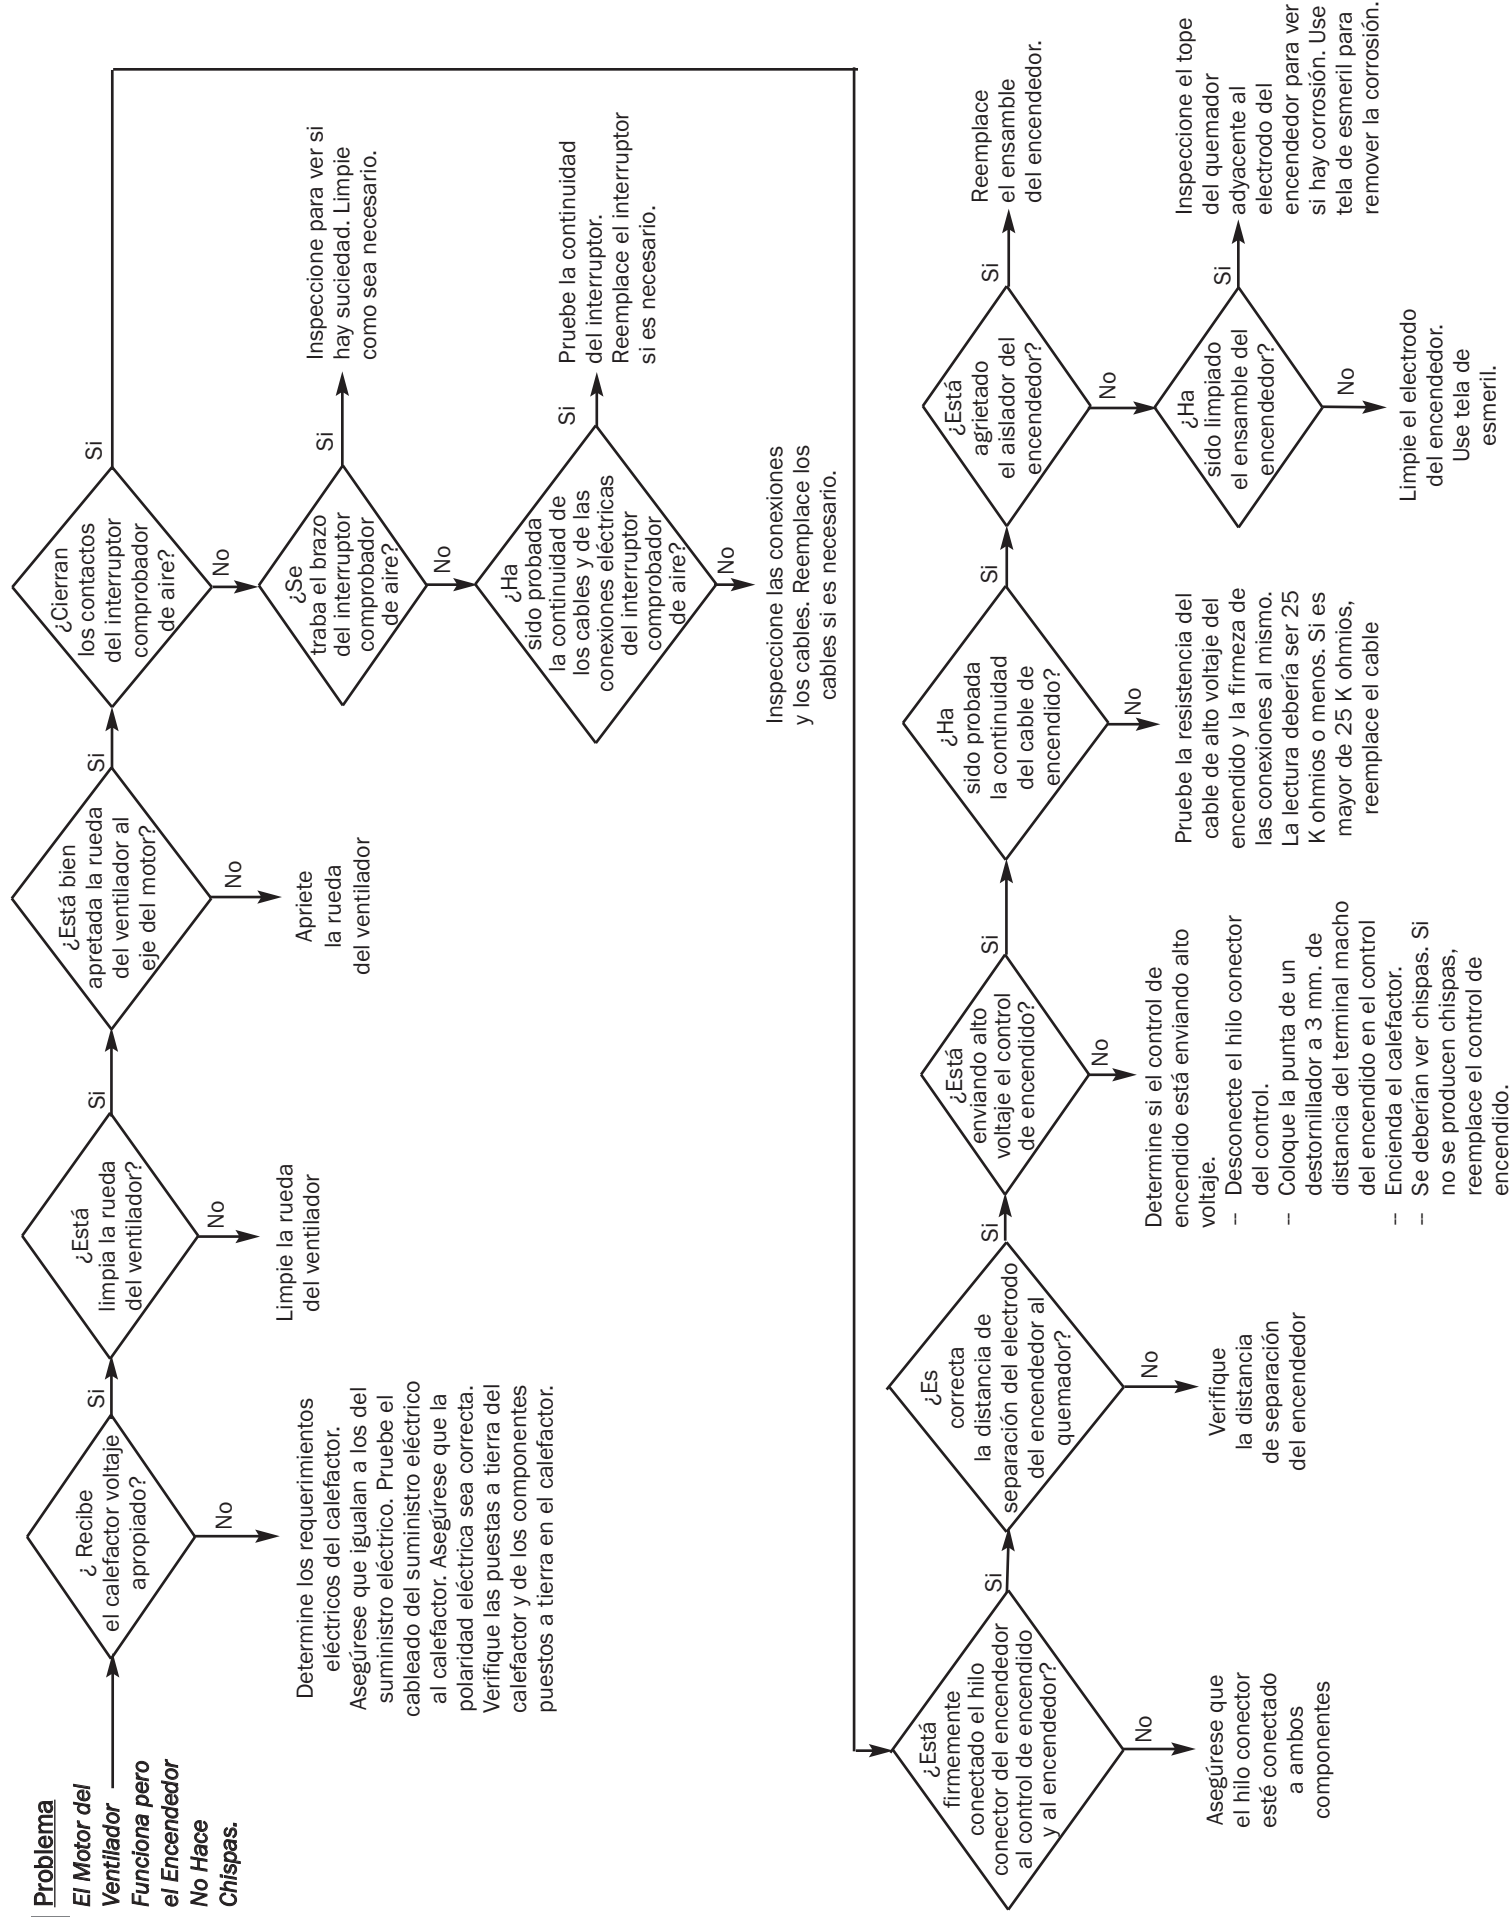 Problema
El Motor del
Ventilador
Funciona pero
el Encendedor
No Hace
Chispas.
¿ Recibe
el calefactor voltaje
apropiado?
Si
No
Determine los requerimientos
eléctricos del calefactor.
Asegúrese que igualan a los del
suministro eléctrico. Pruebe el
cableado del suministro eléctrico
al calefactor. Asegúrese que la
polaridad eléctrica sea correcta.
Verifique las puestas a tierra del
calefactor y de los componentes
puestos a tierra en el calefactor.
¿Está
limpia la rueda
del ventilador?
Si
No
Limpie la rueda
del ventilador
¿Está bien
apretada la rueda
del ventilador al
eje del motor?
Si
No
Apriete
la rueda
del ventilador
¿Cierran
los contactos
del interruptor
comprobador
de aire?
Si
No
¿Se
traba el brazo
del interruptor
comprobador
de aire?
Si
Inspeccione para ver si
hay suciedad. Limpie
como sea necesario.
No
¿Ha
sido probada
la continuidad de
los cables y de las
conexiones eléctricas
del interruptor
comprobador
de aire?
Si
Pruebe la continuidad
del interruptor.
Reemplace el interruptor
si es necesario.
No
Inspeccione las conexiones
y los cables. Reemplace los
cables si es necesario.
¿Está
firmemente
conectado el hilo
conector del encendedor
al control de encendido
y al encendedor?
Si
No
Asegúrese que
el hilo conector
esté conectado
a ambos
componentes
¿Es
correcta
la distancia de
separación del electrodo
del encendedor al
quemador?
Si
No
Verifique
la distancia
de separación
del encendedor
¿Está
enviando alto
voltaje el control
de encendido?
Si
No
Determine si el control de
encendido está enviando alto
voltaje.
-- Desconecte el hilo conector
del control.
-- Coloque la punta de un
destornillador a 3 mm. de
distancia del terminal macho
del encendido en el control
-- Encienda el calefactor.
-- Se deberían ver chispas. Si
no se producen chispas,
reemplace el control de
encendido.
¿Ha
sido probada
la continuidad
del cable de
encendido?
Si
No
Pruebe la resistencia del
cable de alto voltaje del
encendido y la firmeza de
las conexiones al mismo.
La lectura debería ser 25
K ohmios o menos. Si es
mayor de 25 K ohmios,
reemplace el cable
¿Está
agrietado
el aislador del
encendedor?
Si
Reemplace
el ensamble
del encendedor.
No
¿Ha
sido limpiado
el ensamble del
encendedor?
Si
Inspeccione el tope
del quemador
adyacente al
electrodo del
encendedor para ver
si hay corrosión. Use
tela de esmeril para
remover la corrosión.
No
Limpie el electrodo
del encendedor.
Use tela de
esmeril.